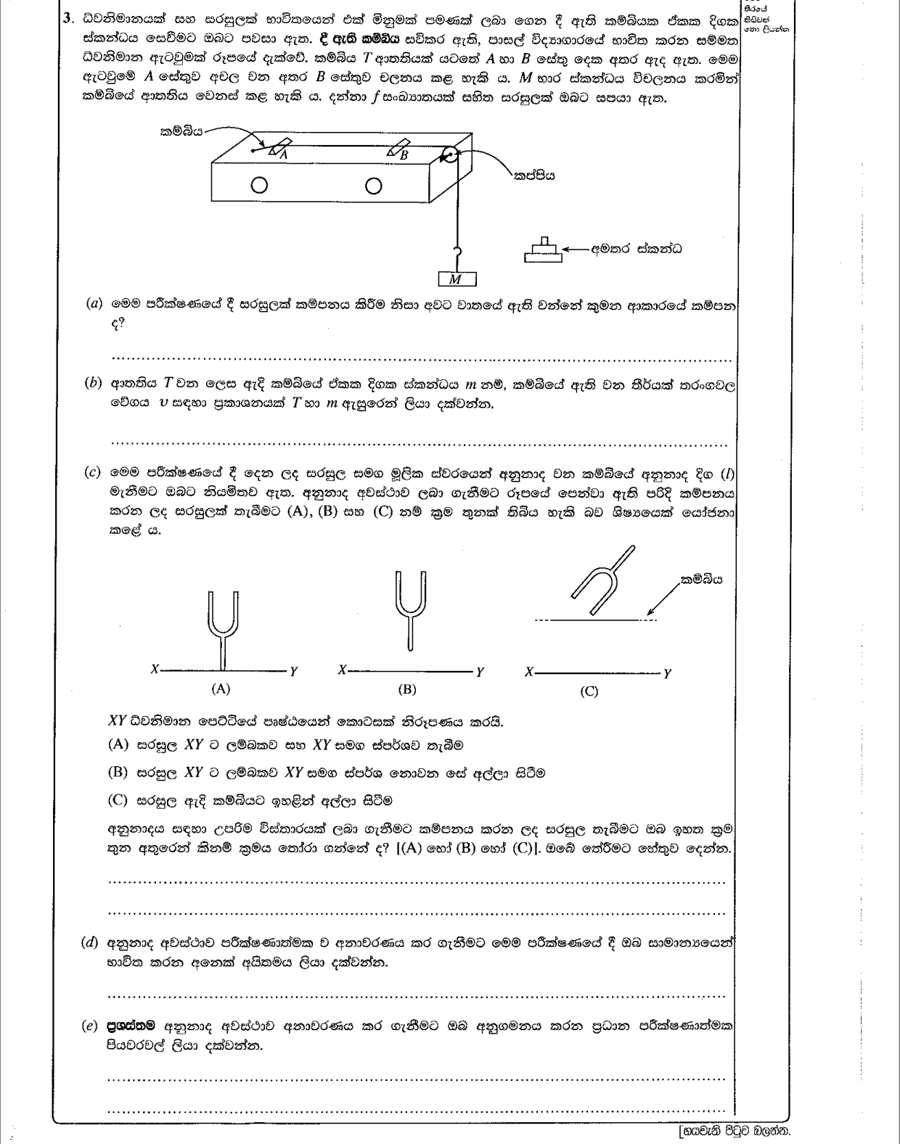 තීරයේ
කිසිවක්
නො ලියන්න
3. ධ්වනිමානයක් සහ සරසුලක් භාවිතයෙන් එක් මිනුමක් පමණක් ලබා ගෙන දී ඇති කම්බියක ඒකක දිගක
ස්කන්ධය සෙවීමට ඔබට පවසා ඇත. දී ඇති කම්බිය සවිකර ඇති, පාසල් විද්‍යාගාරයේ භාවිත කරන සම්මත
ධ්වනිමාන ඇටවුමක් රූපයේ දැක්වේ. කම්බිය T ආතතියක් යටතේ A හා B සේතු දෙක අතර ඇද ඇත. මෙම
ඇටවුමේ A සේතුව අචල වන අතර B සේතුව චලනය කළ හැකි ය. M භාර ස්කන්ධය විචලනය කරමින්
කම්බියේ ආතතිය වෙනස් කළ හැකි ය. දන්නා f සංඛ්‍යාතයක් සහිත සරසුලක් ඔබට සපයා ඇත.
කම්බිය
A
B
කප්පිය
අමතර ස්කන්ධ
M
(a) මෙම පරීක්ෂණයේ දී සරසුලක් කම්පනය කිරීම නිසා අවට වාතයේ ඇති වන්නේ කුමන ආකාරයේ කම්පන
ද?
(b) ආතතිය T වන ලෙස ඇදි කම්බියේ ඒකක දිගක ස්කන්ධය m නම්, කම්බියේ ඇති වන තීර්යක් තරංගවල
වේගය v සඳහා ප්‍රකාශනයක් T හා m ඇසුරෙන් ලියා දක්වන්න.
(c) මෙම පරීක්ෂණයේ දී දෙන ලද සරසුල සමග මූලික ස්වරයෙන් අනුනාද වන කම්බියේ අනුනාද දිග (l)
මැනීමට ඔබට නියමිතව ඇත. අනුනාද අවස්ථාව ලබා ගැනීමට රූපයේ පෙන්වා ඇති පරිදි කම්පනය
කරන ලද සරසුලක් තැබීමට (A), (B) සහ (C) නම් ක්‍රම තුනක් තිබිය හැකි බව ශිෂ්‍යයෙක් යෝජනා
කළේ ය.
කම්බිය
X Y X Y X Y
(A) (B) (C)
XY ධ්වනිමාන පෙට්ටියේ පෘෂ්ඨයෙන් කොටසක් නිරූපණය කරයි.
(A) සරසුල XY ට ලම්බකව සහ XY සමග ස්පර්ශව තැබීම
(B) සරසුල XY ට ලම්බකව XY සමග ස්පර්ශ නොවන සේ අල්ලා සිටීම
(C) සරසුල ඇදි කම්බියට ඉහළින් අල්ලා සිටීම
අනුනාදය සඳහා උපරිම විස්තාරයක් ලබා ගැනීමට කම්පනය කරන ලද සරසුල තැබීමට ඔබ ඉහත ක්‍රම
තුන අතුරෙන් කිනම් ක්‍රමය තෝරා ගන්නේ ද? [(A) හෝ (B) හෝ (C)]. ඔබේ තේරීමට හේතුව දෙන්න.
(d) අනුනාද අවස්ථාව පරීක්ෂණාත්මක ව අනාවරණය කර ගැනීමට මෙම පරීක්ෂණයේ දී ඔබ සාමාන්‍යයෙන්
භාවිත කරන අනෙක් අයිතමය ලියා දක්වන්න.
(e) ප්‍රශස්තම අනුනාද අවස්ථාව අනාවරණය කර ගැනීමට ඔබ අනුගමනය කරන ප්‍රධාන පරීක්ෂණාත්මක
පියවරවල් ලියා දක්වන්න.
[හයවැනි පිටුව බලන්න.